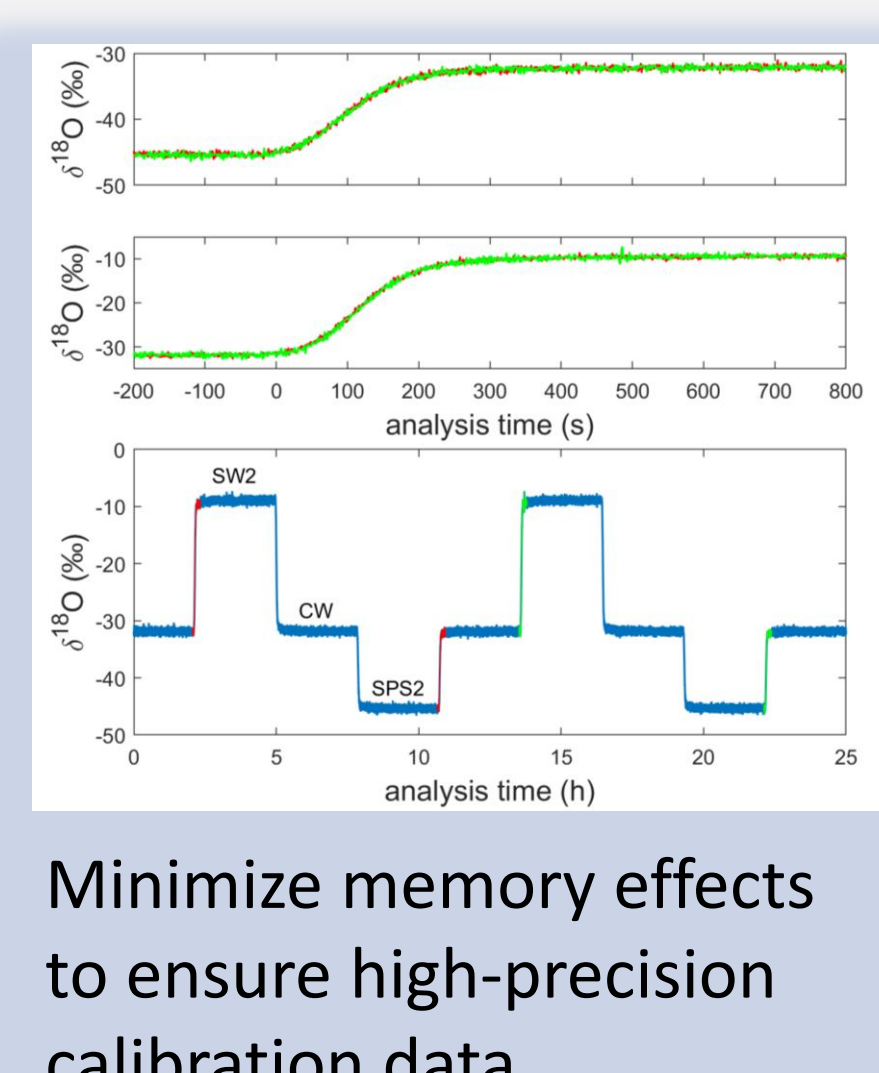 -30
-40
-50
δ18O (‰)
-10
-20
-30
δ18O (‰)
-200 -100 0 100 200 300 400 500 600 700 800
analysis time (s)
0
-10
-20
-30
-40
-50
δ18O (‰)
SW2
CW
SPS2
0 5 10 15 20 25
analysis time (h)
Minimize memory effects
to ensure high-precision
calibration data